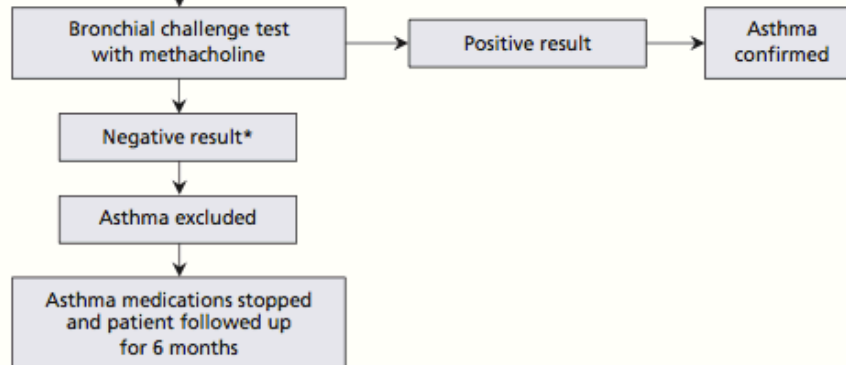 Bronchial challenge test
with methacholine
Positive result
Asthma
confirmed
Negative result*
Asthma excluded
Asthma medications stopped
and patient followed up
for 6 months